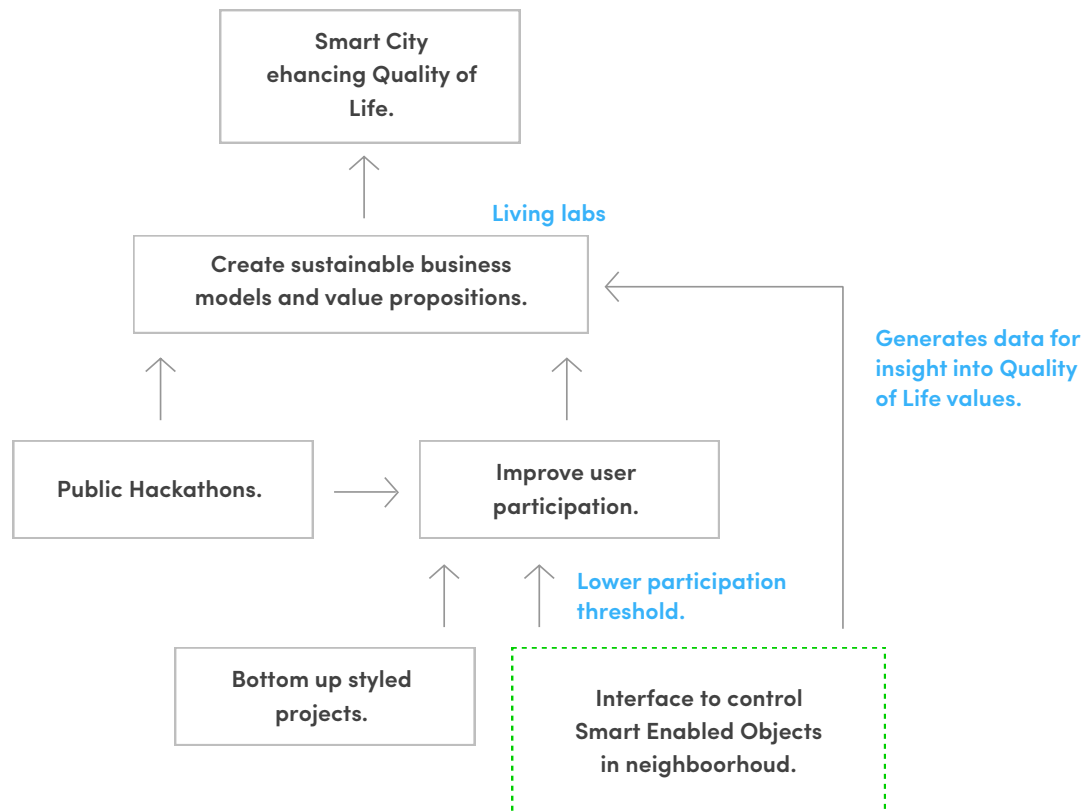 Smart City
ehancing Quality of
Life.
Living labs
Create sustainable business
models and value propositions.
Generates data for
insight into Quality
of Life values.
Public Hackathons.
Improve user
participation.
Lower participation
threshold.
Bottom up styled
projects.
Interface to control
Smart Enabled Objects
in neighboorhoud.